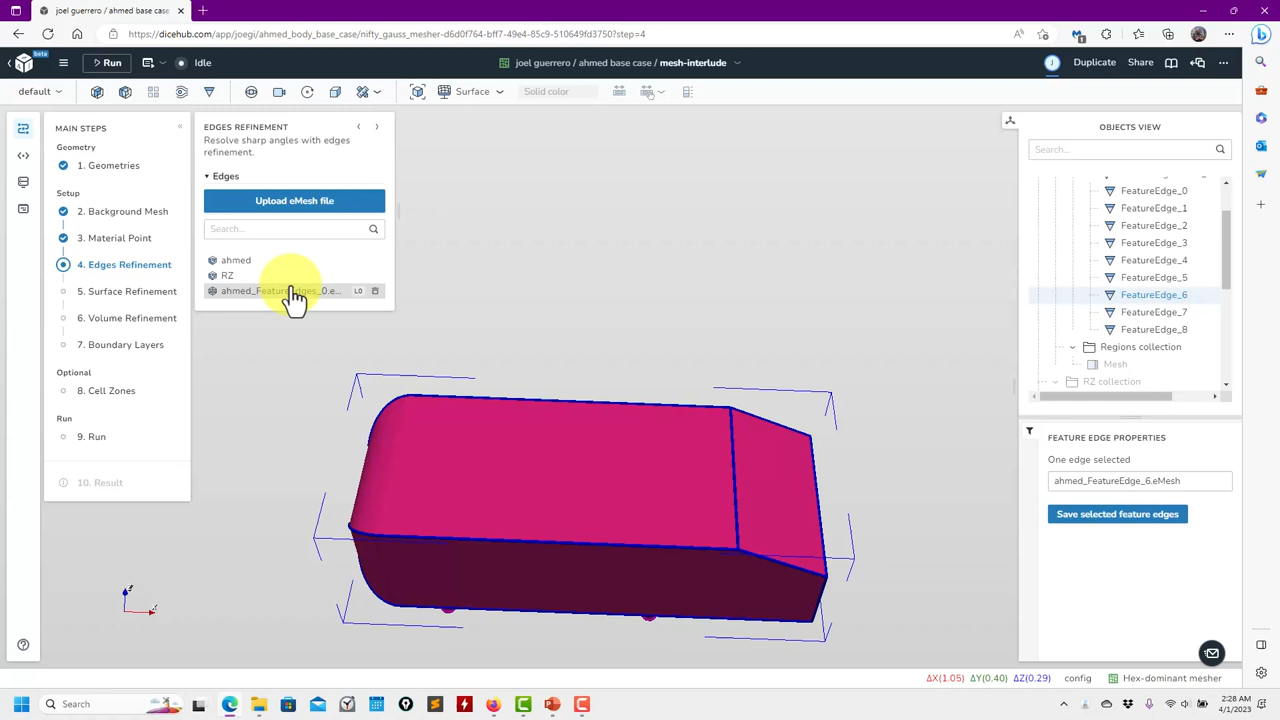 joel guerrero / ahmed base case
https://dicehub.com/app/joegi/ahmed_body_base_case/nifty_gauss_mesher-d6d0f764-bff7-49e4-85c9-510649fd3750?step=4
beta
Run
Idle
joel guerrero / ahmed base case / mesh-interlude
J
Duplicate
Share
default
Surface
Solid color
MAIN STEPS
Geometry
1. Geometries
Setup
2. Background Mesh
3. Material Point
4. Edges Refinement
5. Surface Refinement
6. Volume Refinement
7. Boundary Layers
Optional
8. Cell Zones
Run
9. Run
10. Result
EDGES REFINEMENT
Resolve sharp angles with edges
refinement.
Edges
Upload eMesh file
Search...
ahmed
RZ
ahmed_FeatureEdges_0.e... L0
OBJECTS VIEW
Search...
FeatureEdge_0
FeatureEdge_1
FeatureEdge_2
FeatureEdge_3
FeatureEdge_4
FeatureEdge_5
FeatureEdge_6
FeatureEdge_7
FeatureEdge_8
Regions collection
Mesh
RZ collection
FEATURE EDGE PROPERTIES
One edge selected
ahmed_FeatureEdge_6.eMesh
Save selected feature edges
ΔX(1.05) ΔY(0.40) ΔZ(0.29) config Hex-dominant mesher
Search
2:28 AM
4/1/2023